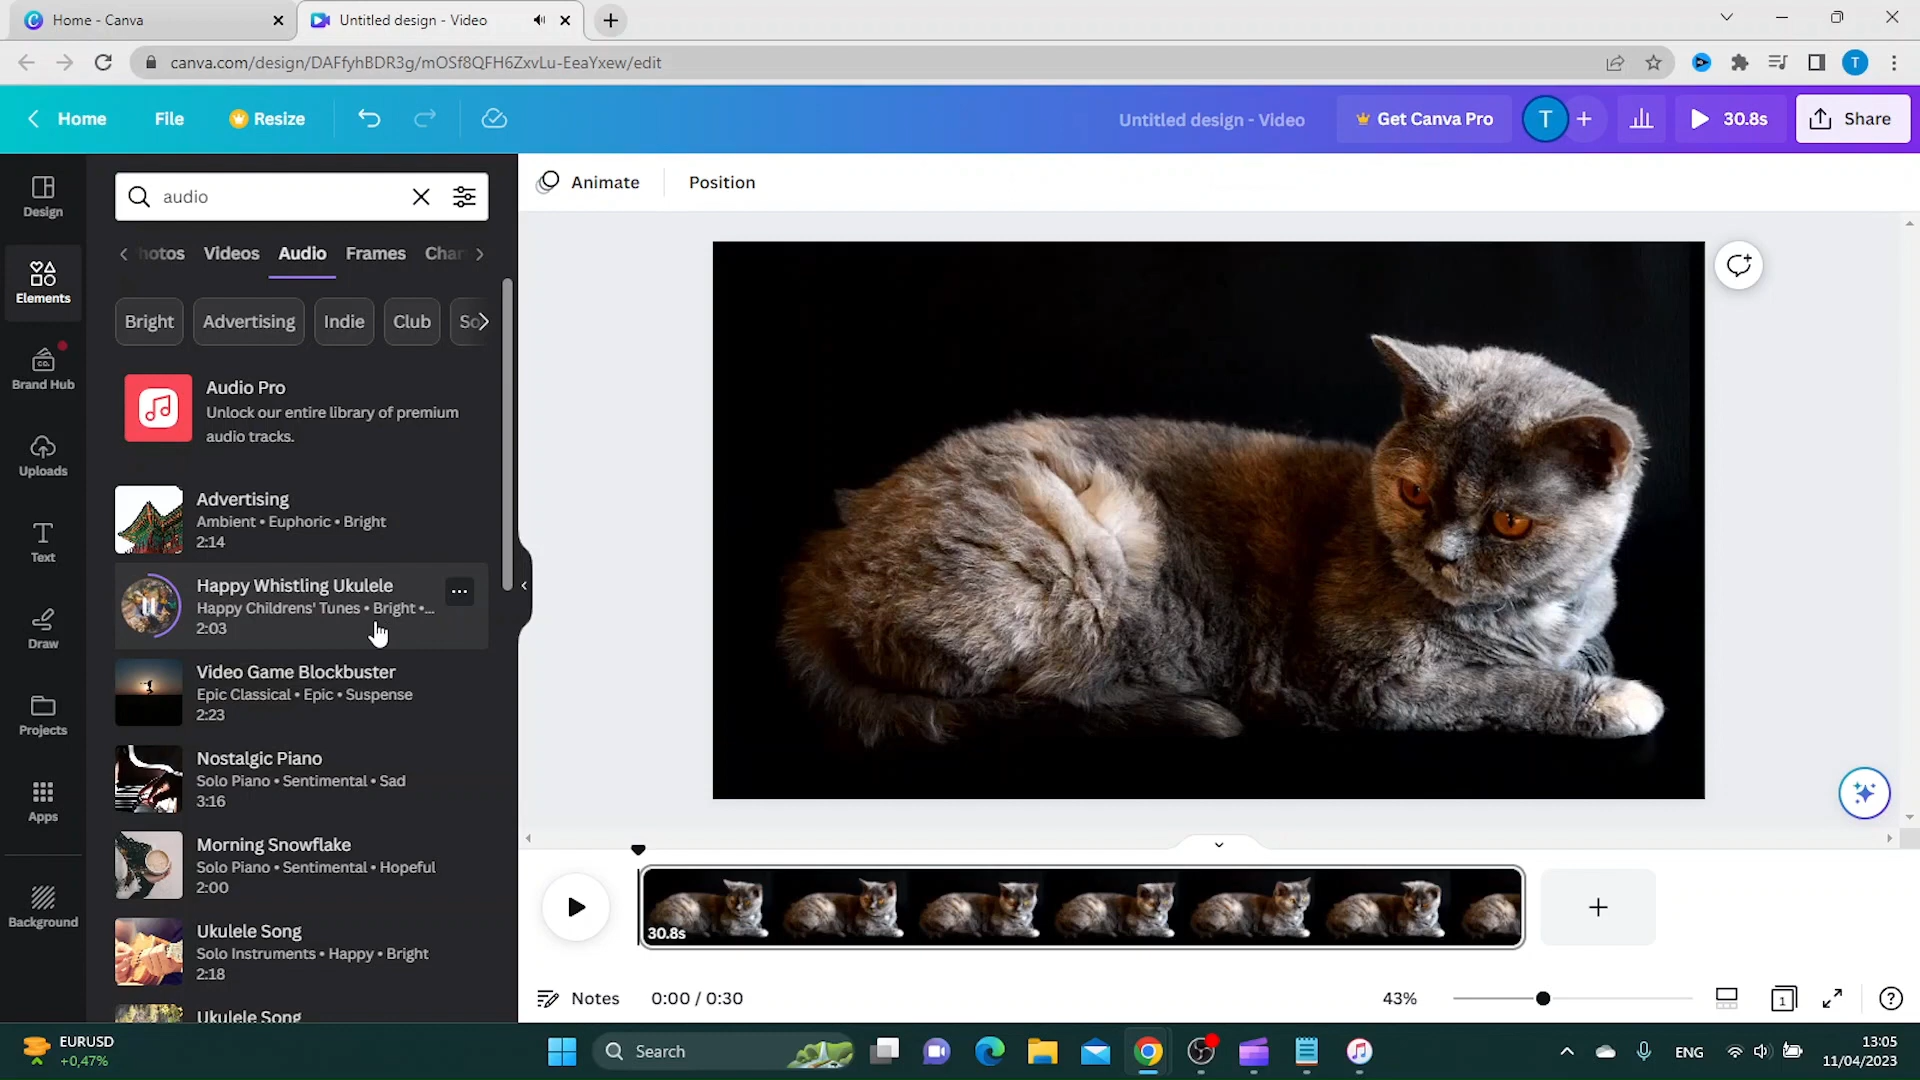 Home - Canva
Untitled design - Video
canva.com/design/DAFfyhBDR3g/mOSf8QFH6ZxvLu-EeaYxew/edit
T
Home
File
Resize
Untitled design - Video
Get Canva Pro
T
30.8s
Share
Design
Elements
Brand Hub
CO.
Uploads
Text
Draw
Projects
Apps
Background
audio
hotos
Videos
Audio
Frames
Char
Bright
Advertising
Indie
Club
So
Audio Pro
Unlock our entire library of premium
audio tracks.
Advertising
Ambient • Euphoric • Bright
2:14
Happy Whistling Ukulele
Happy Childrens' Tunes • Bright •...
2:03
Video Game Blockbuster
Epic Classical • Epic • Suspense
2:23
Nostalgic Piano
Solo Piano • Sentimental • Sad
3:16
Morning Snowflake
Solo Piano • Sentimental • Hopeful
2:00
Ukulele Song
Solo Instruments • Happy • Bright
2:18
Ukulele Song
Animate
Position
30.8s
Notes
0:00 / 0:30
43%
1
EURUSD
+0,47%
Search
ENG
13:05
11/04/2023